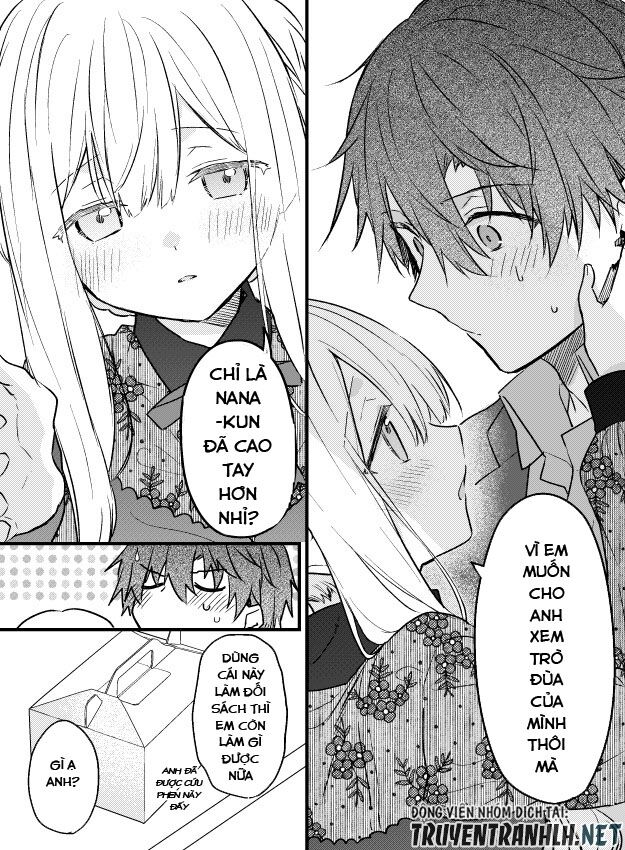 VÌ EM
MUỐN
CHO
ANH
XEM
TRÒ
ĐÙA
CỦA
MÌNH
THÔI
MÀ
CHỈ LÀ
NANA
-KUN
ĐÃ CAO
TAY
HƠN
NHỈ?
DÙNG
CÁI NÀY
LÀM ĐỐI
SÁCH THÌ
EM CÒN
LÀM GÌ
ĐƯỢC
NỮA
ANH ĐÃ
ĐƯỢC CỨU
PHEN NÀY
ĐẤY
GÌ Ạ
ANH?
ĐỘNG VIÊN NHÓM DỊCH TẠI:
TRUYENTRANHLH.NET